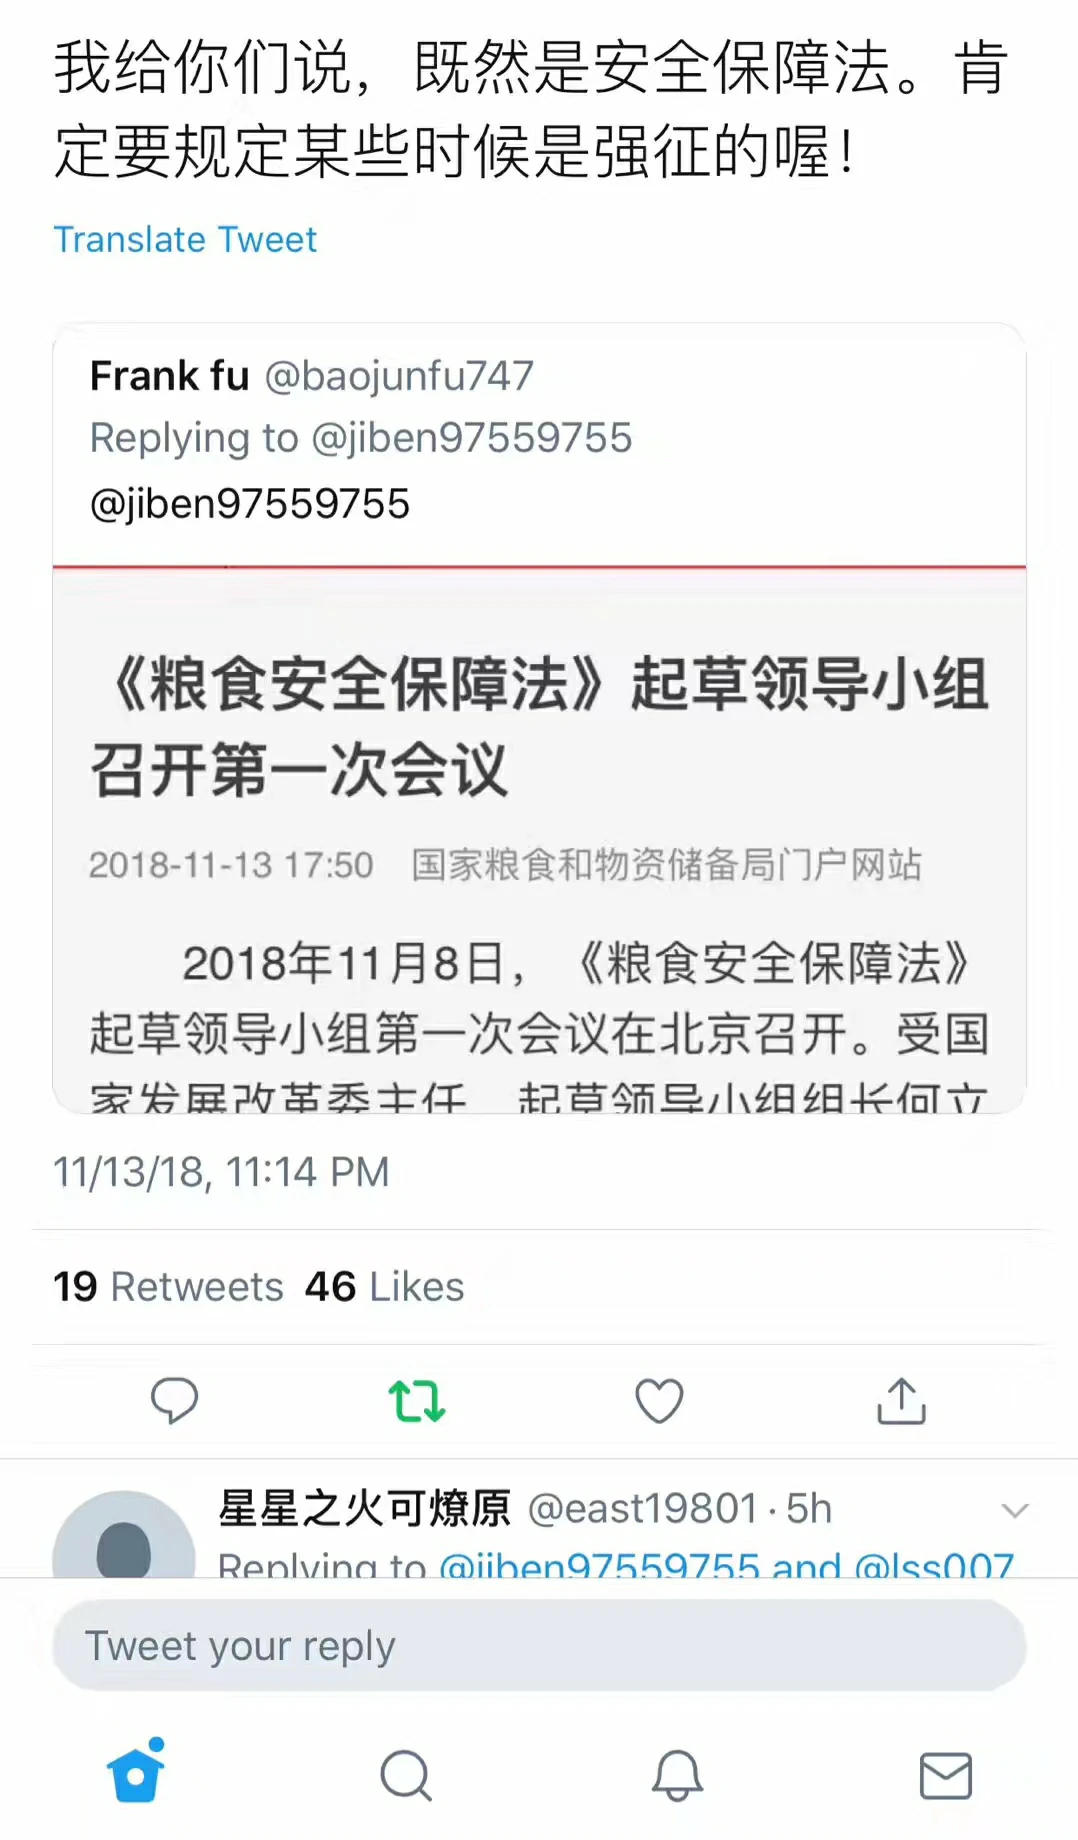 我给你们说，既然是安全保障法。肯
定要规定某些时候是强征的喔！
Translate Tweet
Frank fu @baojunfu747
Replying to @jiben97559755
@jiben97559755
《粮食安全保障法》起草领导小组
召开第一次会议
2018-11-13 17:50 国家粮食和物资储备局门户网站
2018年11月8日，《粮食安全保障法》
起草领导小组第一次会议在北京召开。受国
家发展改革委主任、起草领导小组组长何立
11/13/18, 11:14 PM
19 Retweets 46 Likes
星星之火可燎原 @east19801 · 5h
Replying to @jiben97559755 and @lss007
Tweet your reply